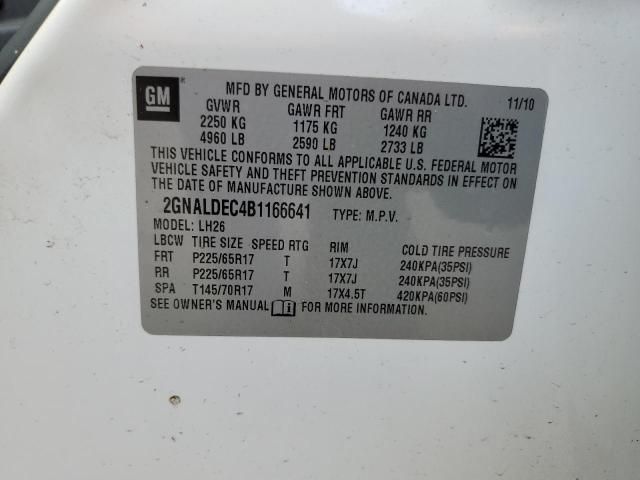 GM ® MFD BY GENERAL MOTORS OF CANADA LTD. 11/10
GVWR GAWR FRT GAWR RR
2250 KG 1175 KG 1240 KG
4960 LB 2590 LB 2733 LB
THIS VEHICLE CONFORMS TO ALL APPLICABLE U.S. FEDERAL MOTOR
VEHICLE SAFETY AND THEFT PREVENTION STANDARDS IN EFFECT ON
THE DATE OF MANUFACTURE SHOWN ABOVE.
2GNALDEC4B1166641 TYPE: M.P.V.
MODEL: LH26
LBCW TIRE SIZE SPEED RTG RIM COLD TIRE PRESSURE
FRT P225/65R17 T 17X7J 240KPA(35PSI)
RR P225/65R17 T 17X7J 240KPA(35PSI)
SPA T145/70R17 M 17X4.5T 420KPA(60PSI)
SEE OWNER'S MANUAL i FOR MORE INFORMATION.